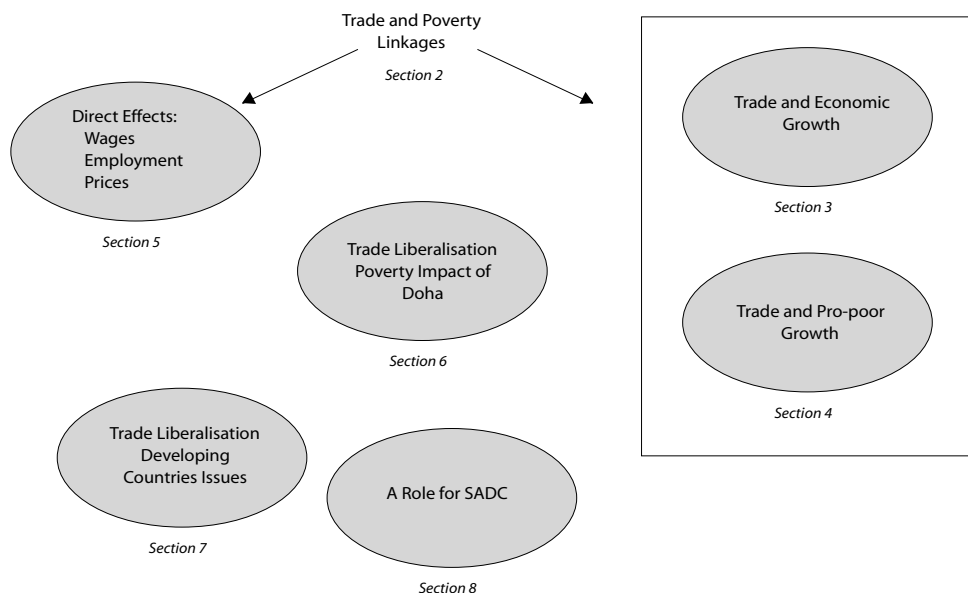 Trade and Poverty
Linkages
Section 2
Direct Effects:
Wages
Employment
Prices
Section 5
Trade and Economic
Growth
Section 3
Trade Liberalisation
Poverty Impact of
Doha
Section 6
Trade and Pro-poor
Growth
Section 4
Trade Liberalisation
Developing
Countries Issues
Section 7
A Role for SADC
Section 8